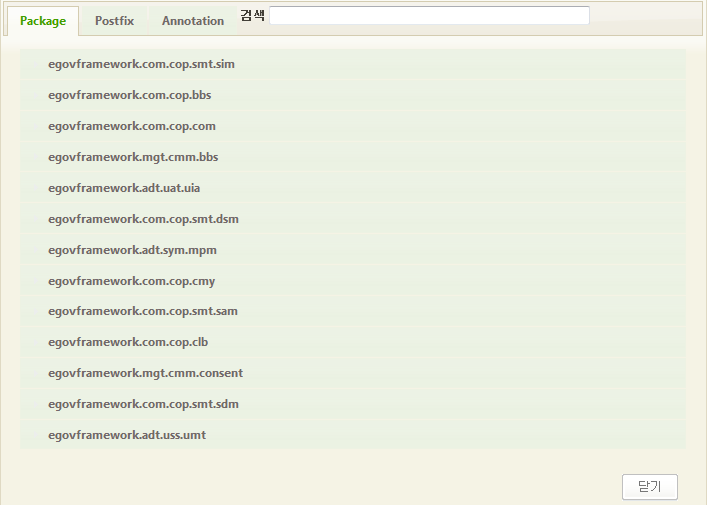 Package Postfix Annotation 검색
egovframework.com.cop.smt.sim
egovframework.com.cop.bbs
egovframework.com.cop.com
egovframework.mgt.cmm.bbs
egovframework.adt.uat.uia
egovframework.com.cop.smt.dsm
egovframework.adt.sym.mpm
egovframework.com.cop.cmy
egovframework.com.cop.smt.sam
egovframework.com.cop.clb
egovframework.mgt.cmm.consent
egovframework.com.cop.smt.sdm
egovframework.adt.uss.umt
닫기